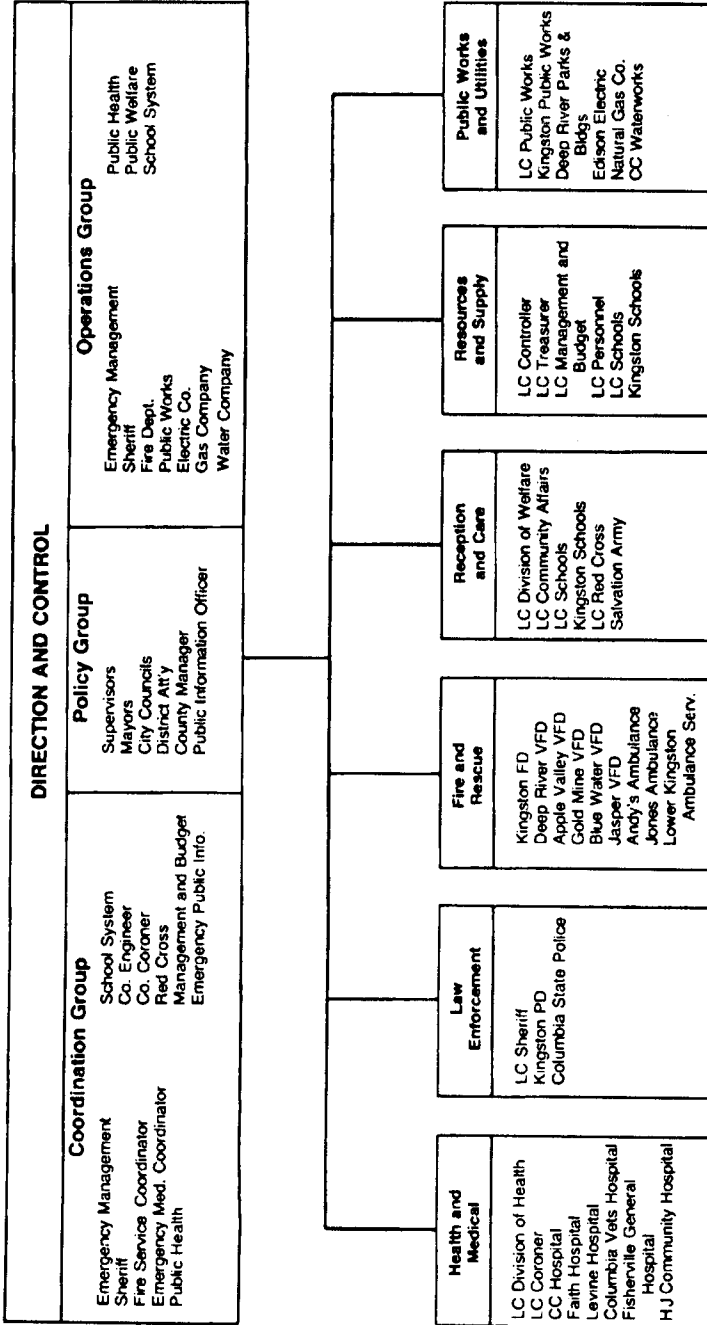 DIRECTION AND CONTROL
Coordination Group
Emergency Management
Sheriff
Fire Service Coordinator
Emergency Med. Coordinator
Public Health
School System
Co. Engineer
Co. Coroner
Red Cross
Management and Budget
Emergency Public Info.
Policy Group
Supervisors
Mayors
City Councils
District Att'y
County Manager
Public Information Officer
Operations Group
Emergency Management
Sheriff
Fire Dept.
Public Works
Electric Co.
Gas Company
Water Company
Public Health
Public Welfare
School System
Health and
Medical
LC Division of Health
LC Coroner
CC Hospital
Faith Hospital
Levine Hospital
Columbia Vets Hospital
Fisherville General
Hospital
HJ Community Hospital
Law
Enforcement
LC Sheriff
Kingston PD
Columbia State Police
Fire and
Rescue
Kingston FD
Deep River VFD
Apple Valley VFD
Gold Mine VFD
Blue Water VFD
Jasper VFD
Andy's Ambulance
Jones Ambulance
Lower Kingston
Ambulance Serv.
Reception
and Care
LC Division of Welfare
LC Community Affairs
LC Schools
Kingston Schools
LC Red Cross
Salvation Army
Resources
and Supply
LC Controller
LC Treasurer
LC Management and
Budget
LC Personnel
LC Schools
Kingston Schools
Public Works
and Utilities
LC Public Works
Kingston Public Works
Deep River Parks &
Bldgs
Edison Electric
Natural Gas Co.
CC Waterworks